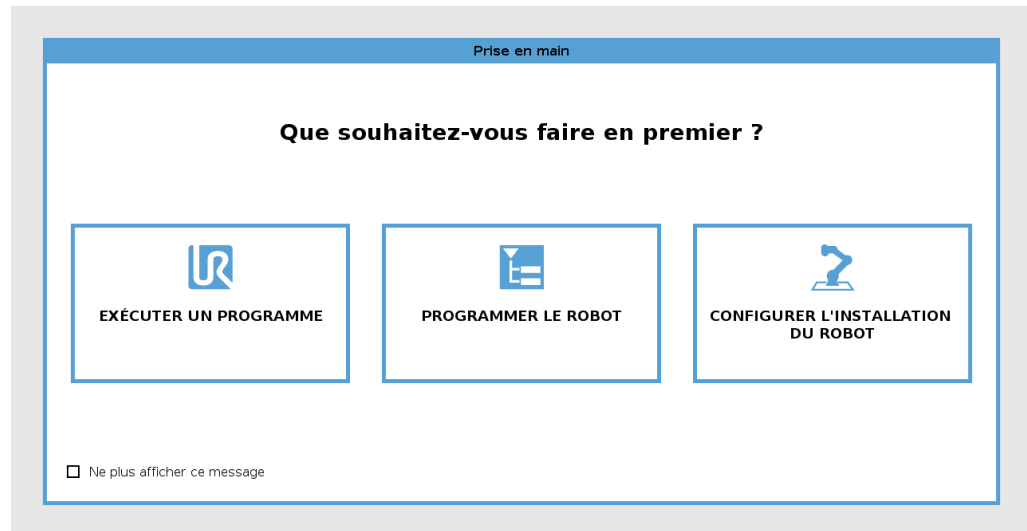 Prise en main
Que souhaitez-vous faire en premier ?
EXÉCUTER UN PROGRAMME
PROGRAMMER LE ROBOT
CONFIGURER L'INSTALLATION
DU ROBOT
Ne plus afficher ce message